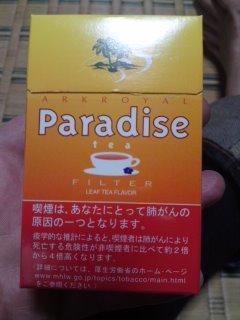 ARKROYAL
Paradise
tea
FILTER
LEAF TEA FLAVOR
喫煙は、あなたにとって肺がんの
原因の一つとなります。
疫学的な推計によると、喫煙者は肺がんにより
死亡する危険性が非喫煙者に比べて約2倍
から4倍高くなります。
(詳細については、厚生労働省のホーム・ページ
www.mhlw.go.jp/topics/tobacco/main.html
をご参照ください。)